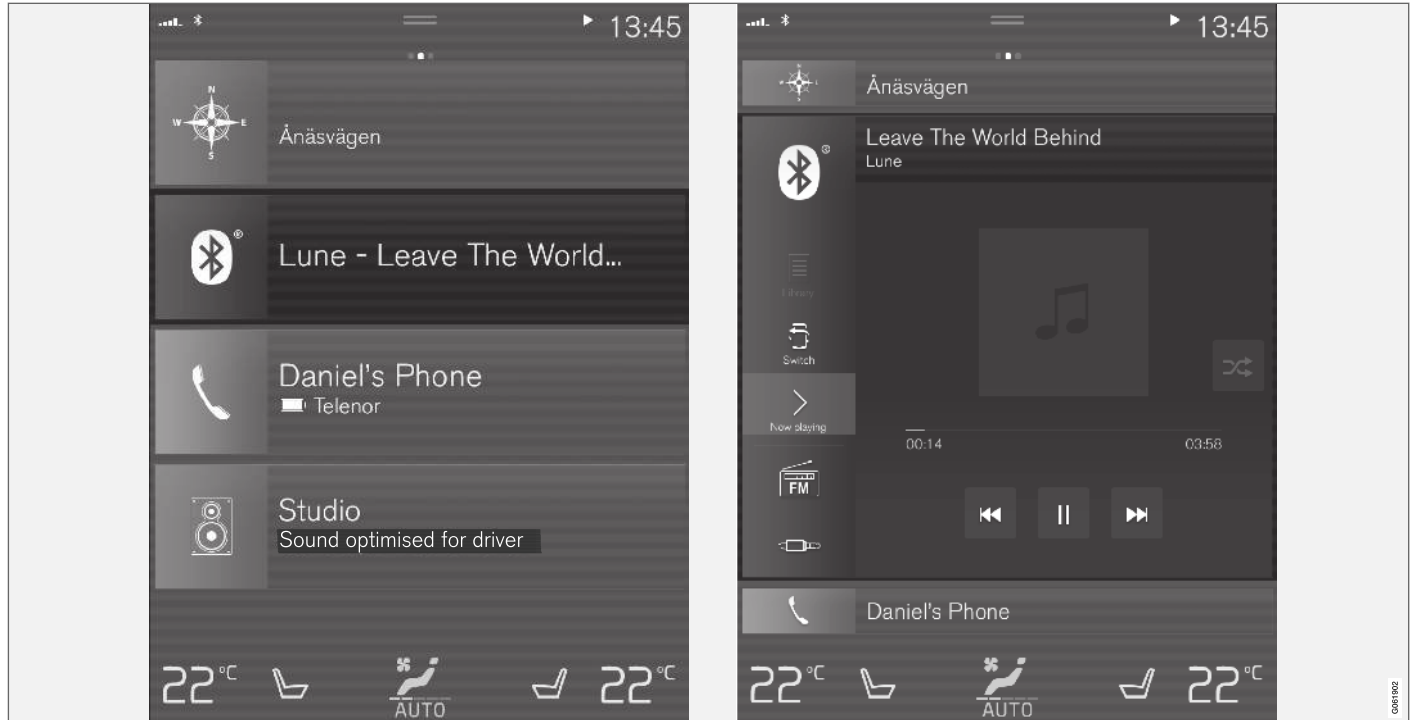 13:45
N
W E
S
Ånäsvägen
Lune - Leave The World...
Daniel's Phone
Telenor
Studio
Sound optimised for driver
22°C
AUTO
22°C
13:45
Ånäsvägen
Leave The World Behind
Lune
Library
Switch
Now playing
00:14
03:58
FM
Daniel's Phone
22°C
AUTO
22°C
G061902